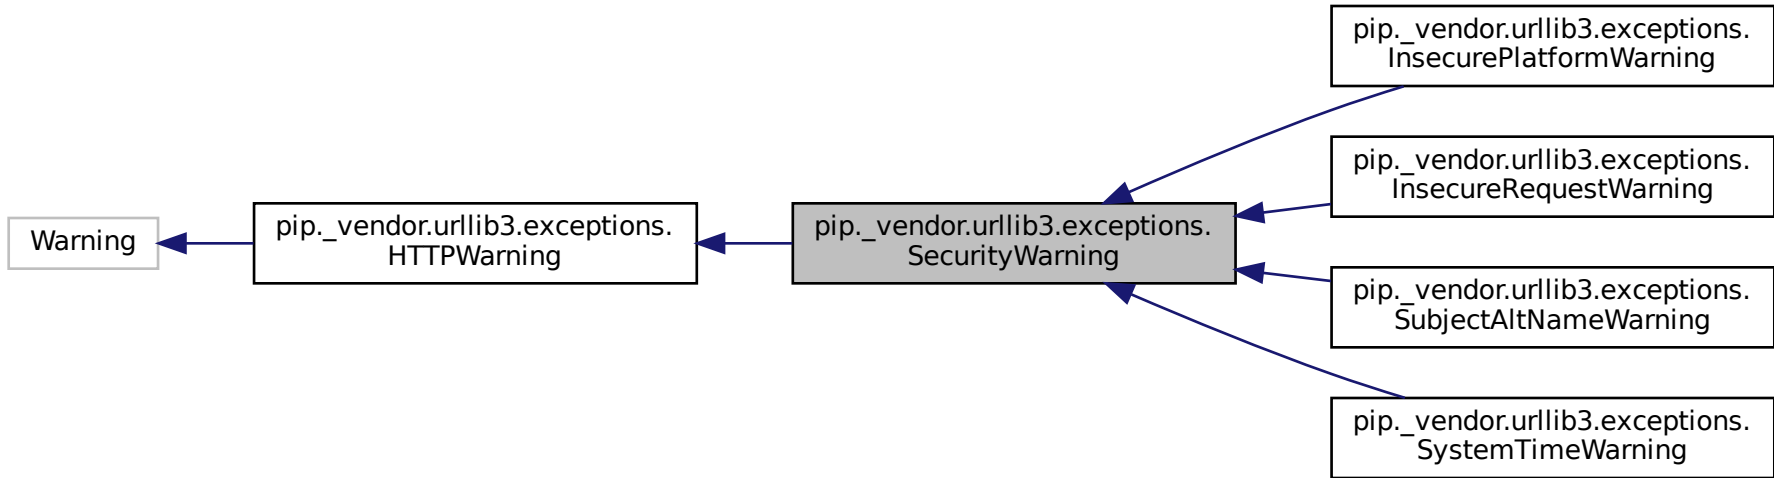 Warning
pip._vendor.urllib3.exceptions.
HTTPWarning
pip._vendor.urllib3.exceptions.
SecurityWarning
pip._vendor.urllib3.exceptions.
InsecurePlatformWarning
pip._vendor.urllib3.exceptions.
InsecureRequestWarning
pip._vendor.urllib3.exceptions.
SubjectAltNameWarning
pip._vendor.urllib3.exceptions.
SystemTimeWarning